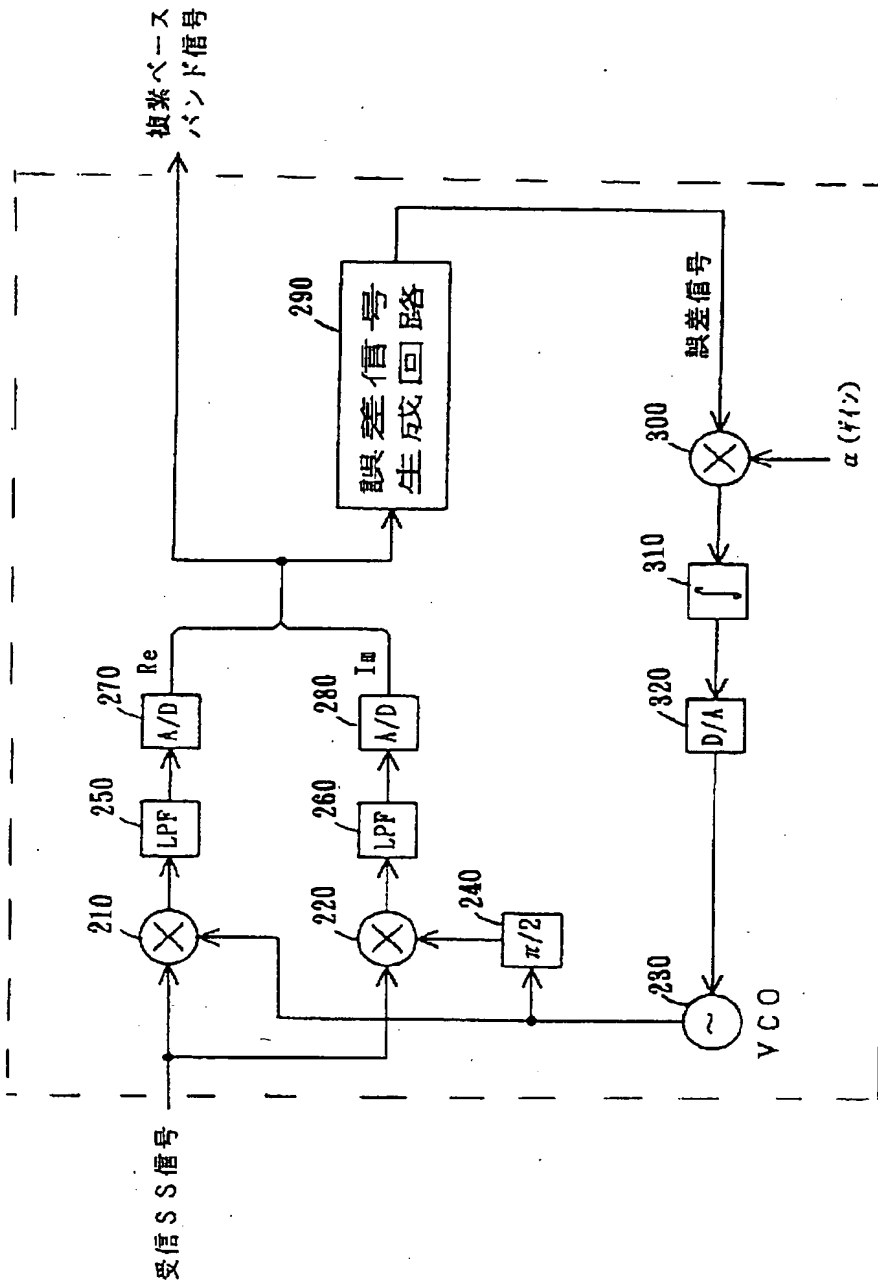 受信SS信号
210
250
LPF
270
A/D
Re
複素ベース
バンド信号
220
260
LPF
280
A/D
Im
240
π/2
290
誤差信号
生成回路
230
~
VCO
320
D/A
310
∫
300
誤差信号
α(ゲイン)